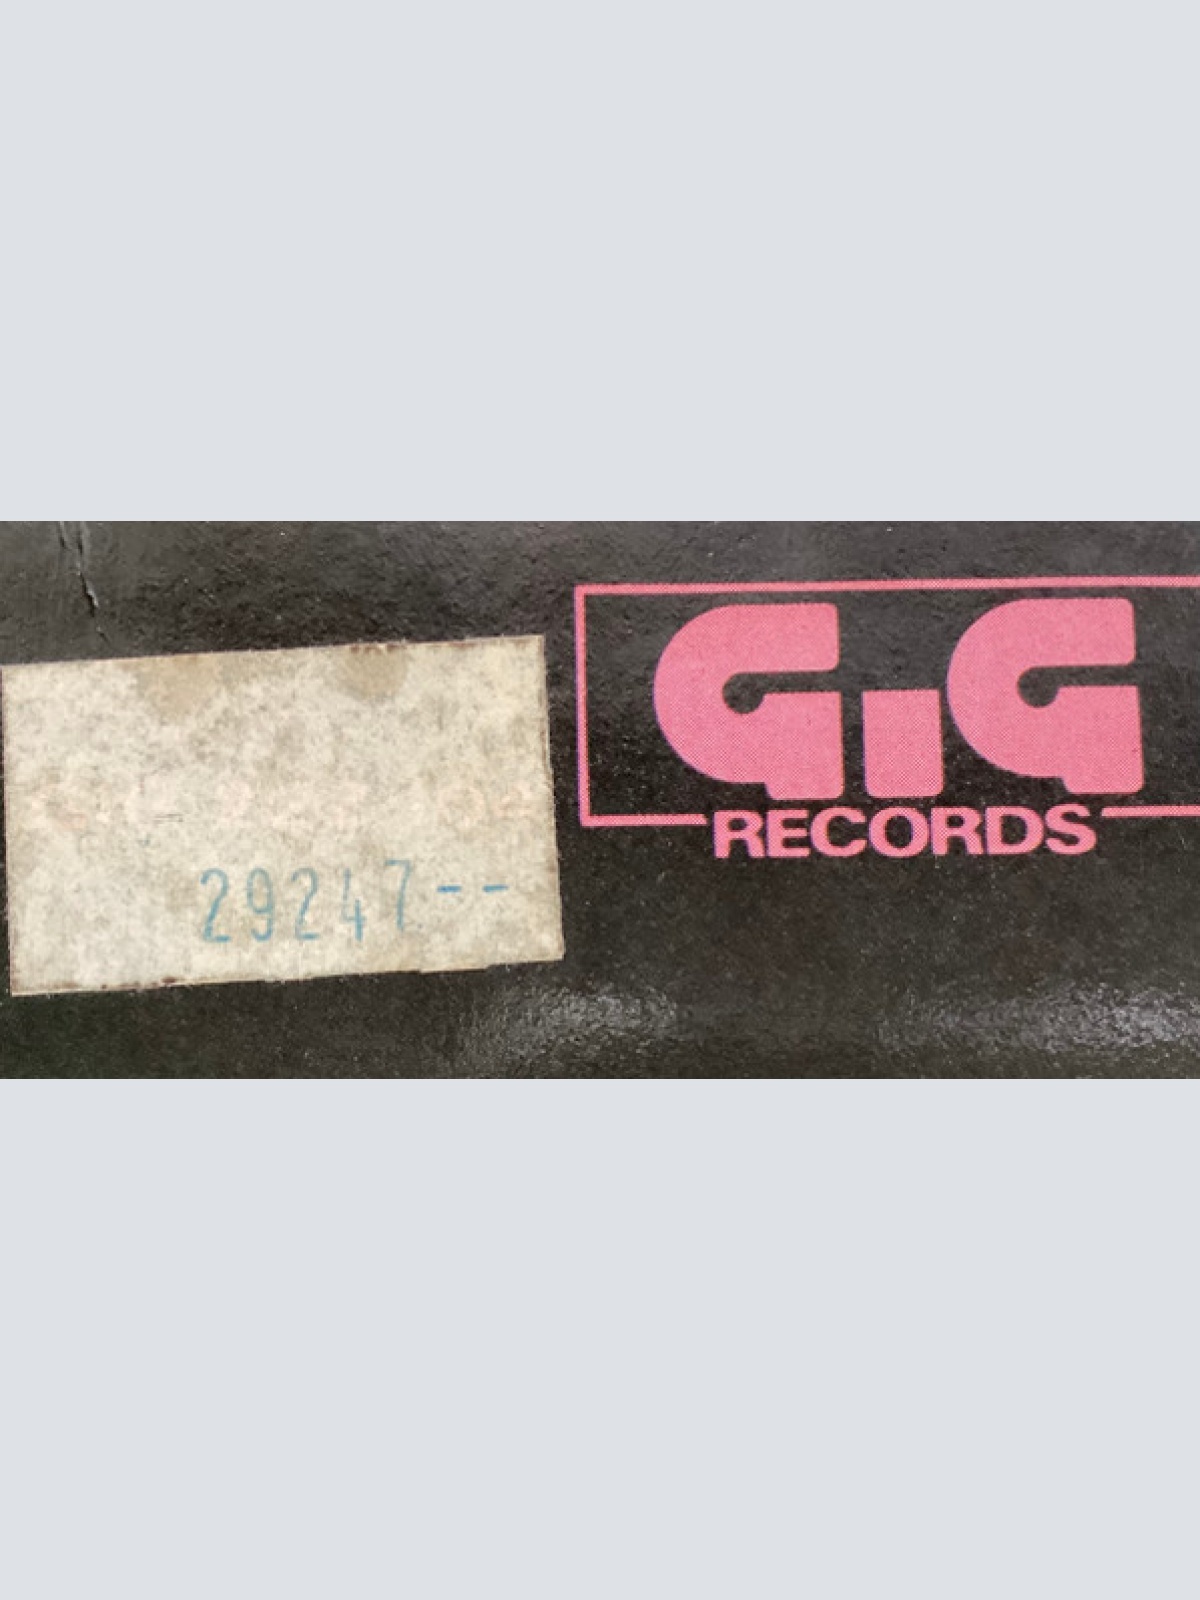 GIG
RECORDS
29247--